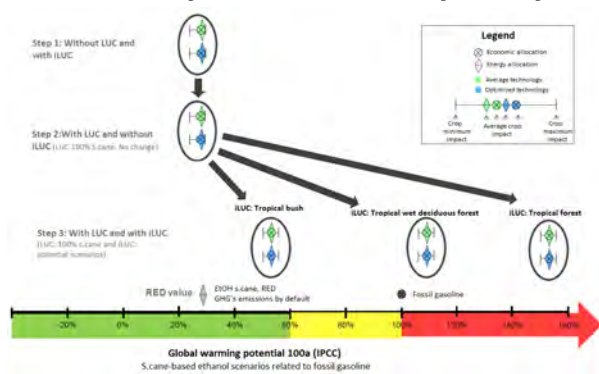 Step 1: Without LUC and
with iLUC
Step 2:With LUC and without
iLUC (LUC 100% S.cane. No change)
Step 3: With LUC and with iLUC
(LUC: 100% s.cane and iLUC:
potential scenarios)
Legend
Economic allocation
Energy allocation
Average technology
Optimized technology
Crop
minimum
impact
Average crop
impact
Crop
maximum
impact
iLUC: Tropical bush
iLUC: Tropical wet deciduous forest
iLUC: Tropical forest
RED value
EtOH s.cane, RED
GHG's emissions by default
Fossil gasoline
-20%
0%
20%
40%
60%
80%
100%
120%
140%
160%
Global warming potential 100a (IPCC)
S.cane-based ethanol scenarios related to fossil gasoline